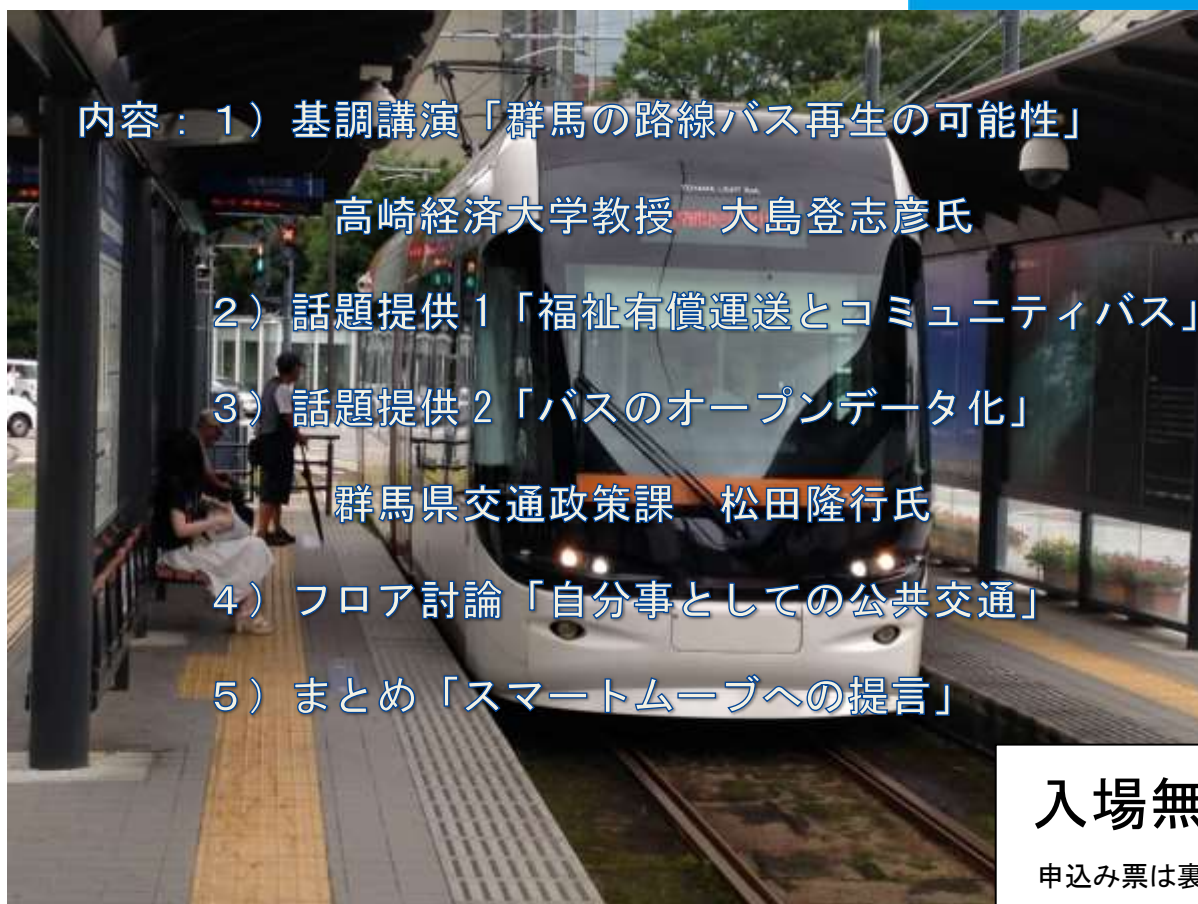 内容：１）基調講演「群馬の路線バス再生の可能性」
高崎経済大学教授　大島登志彦氏
２）話題提供１「福祉有償運送とコミュニティバス」
３）話題提供２「バスのオープンデータ化」
群馬県交通政策課　松田隆行氏
４）フロア討論「自分事としての公共交通」
５）まとめ「スマートムーブへの提言」
入場無
申込み票は裏